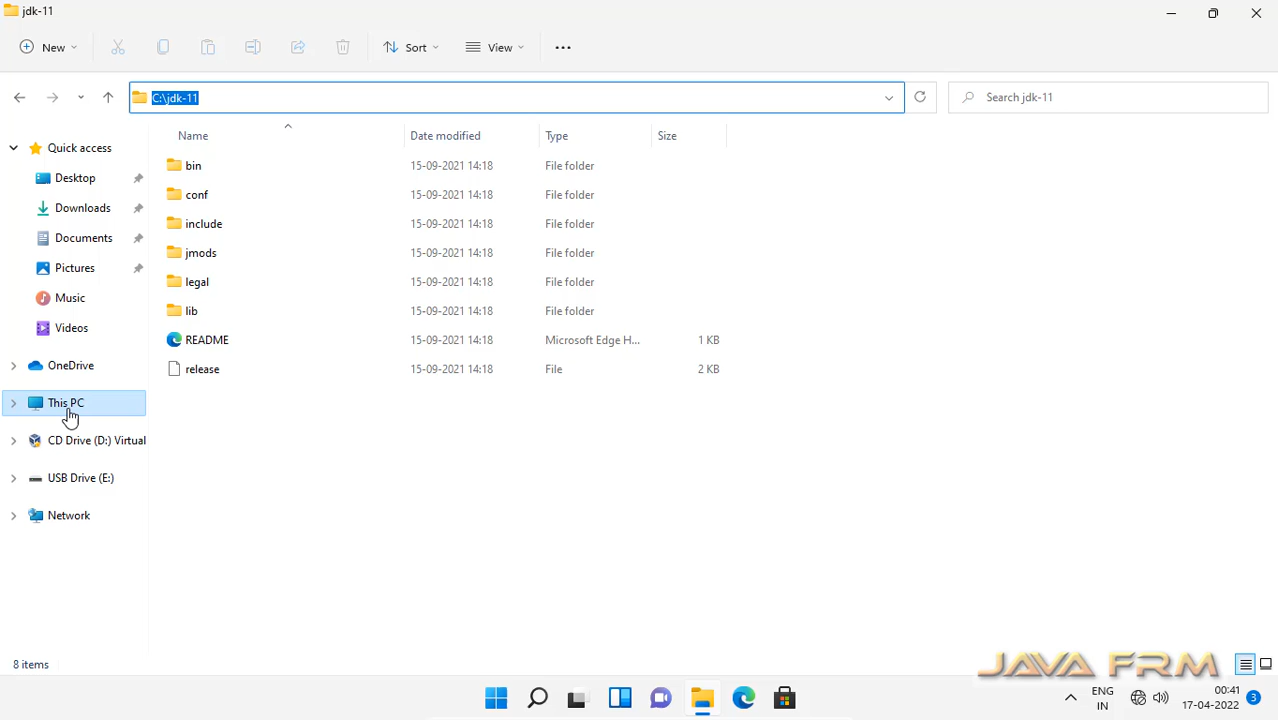 jdk-11
New
Sort
View
C:\jdk-11
Search jdk-11
Name
Date modified
Type
Size
Quick access
Desktop
Downloads
Documents
Pictures
Music
Videos
OneDrive
This PC
CD Drive (D:) Virtual
USB Drive (E:)
Network
bin 15-09-2021 14:18 File folder
conf 15-09-2021 14:18 File folder
include 15-09-2021 14:18 File folder
jmods 15-09-2021 14:18 File folder
legal 15-09-2021 14:18 File folder
lib 15-09-2021 14:18 File folder
README 15-09-2021 14:18 Microsoft Edge H... 1 KB
release 15-09-2021 14:18 File 2 KB
8 items
JAVA FRM
ENG
IN
00:41
17-04-2022
3